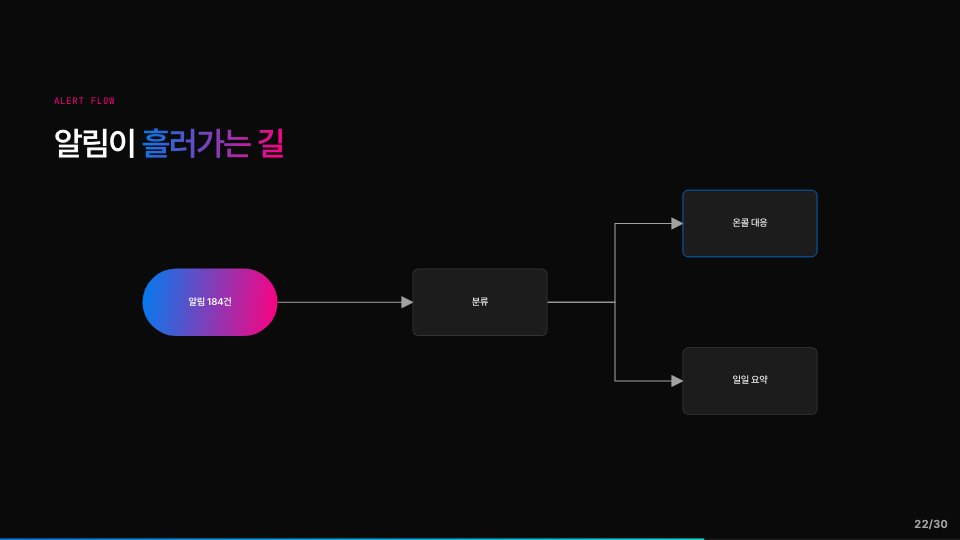 ALERT FLOW
알림이 흘러가는 길
온콜 대응
알림 184건
분류
일일 요약
22/30